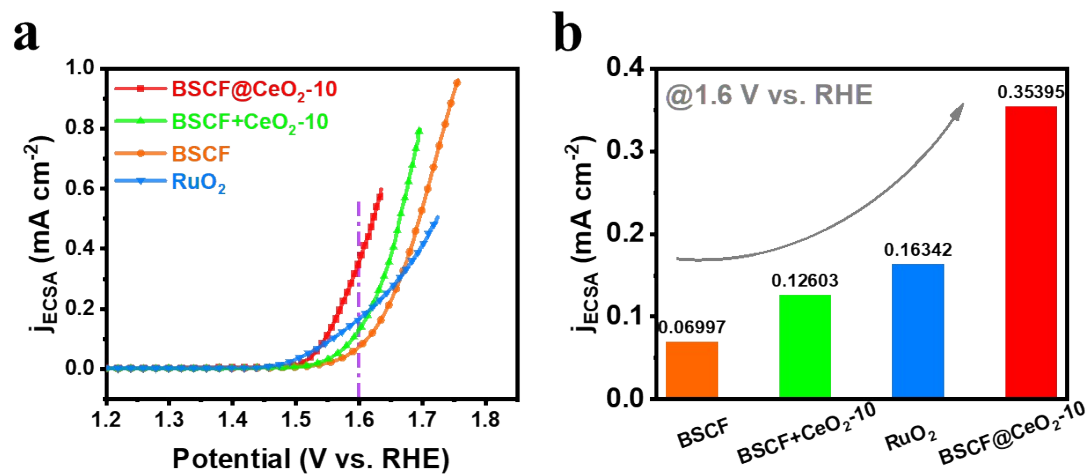 a
1.0
0.8
0.6
0.4
0.2
0.0
j_ECSA (mA cm⁻²)
BSCF@CeO₂-10
BSCF+CeO₂-10
BSCF
RuO₂
1.2 1.3 1.4 1.5 1.6 1.7 1.8
Potential (V vs. RHE)
b
0.4
0.3
0.2
0.1
0.0
j_ECSA (mA cm⁻²)
@1.6 V vs. RHE
0.06997
0.12603
0.16342
0.35395
BSCF
BSCF+CeO₂-10
RuO₂
BSCF@CeO₂-10